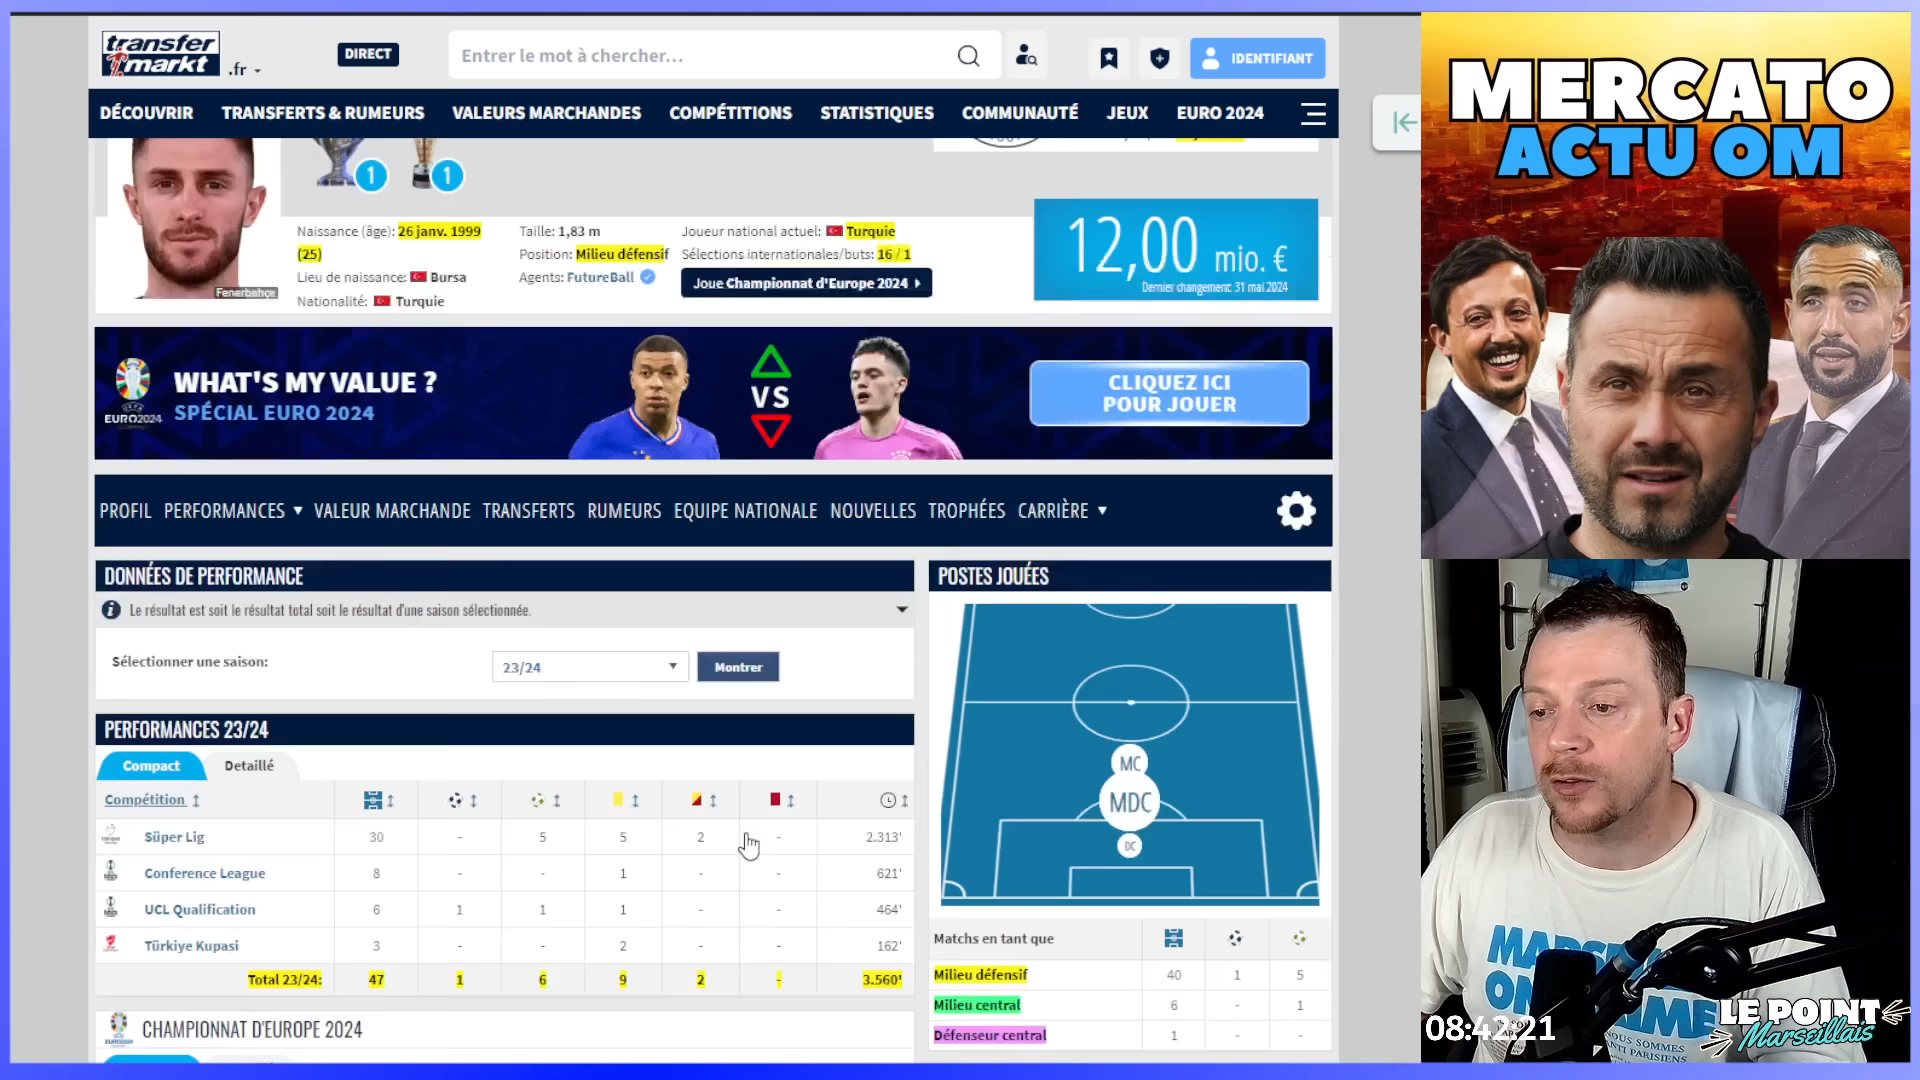 transfer
markt .fr
DIRECT
Entrer le mot à chercher...
IDENTIFIANT
DÉCOUVRIR TRANSFERTS & RUMEURS VALEURS MARCHANDES COMPÉTITIONS STATISTIQUES COMMUNAUTÉ JEUX EURO 2024
1 1
Naissance (âge): 26 janv. 1999
(25)
Lieu de naissance: Bursa
Nationalité: Turquie
Taille: 1,83 m
Position: Milieu défensif
Agents: FutureBall
Joueur national actuel: Turquie
Sélections internationales/buts: 16 / 1
Joue Championnat d'Europe 2024
12,00 mio. €
Dernier changement: 31 mai 2024
Fenerbahçe
EURO2024
WHAT'S MY VALUE ?
SPÉCIAL EURO 2024
VS
CLIQUEZ ICI
POUR JOUER
PROFIL PERFORMANCES VALEUR MARCHANDE TRANSFERTS RUMEURS EQUIPE NATIONALE NOUVELLES TROPHÉES CARRIÈRE
DONNÉES DE PERFORMANCE
Le résultat est soit le résultat total soit le résultat d'une saison sélectionnée.
Sélectionner une saison: 23/24 Montrer
PERFORMANCES 23/24
Compact Detaillé
Compétition
Süper Lig 30 - 5 5 2 - 2.313'
Conference League 8 - - 1 - - 621'
UCL Qualification 6 1 1 1 - - 464'
Türkiye Kupasi 3 - - 2 - - 162'
Total 23/24: 47 1 6 9 2 - 3.560'
CHAMPIONNAT D'EUROPE 2024
POSTES JOUÉES
MC
MDC
DC
Matchs en tant que
Milieu défensif 40 1 5
Milieu central 6 - 1
Défenseur central 1 - -
MERCATO
ACTU OM
08:42:21
NOUS SOMMES
ANTI PARISIENS
LE POINT
Marseillais